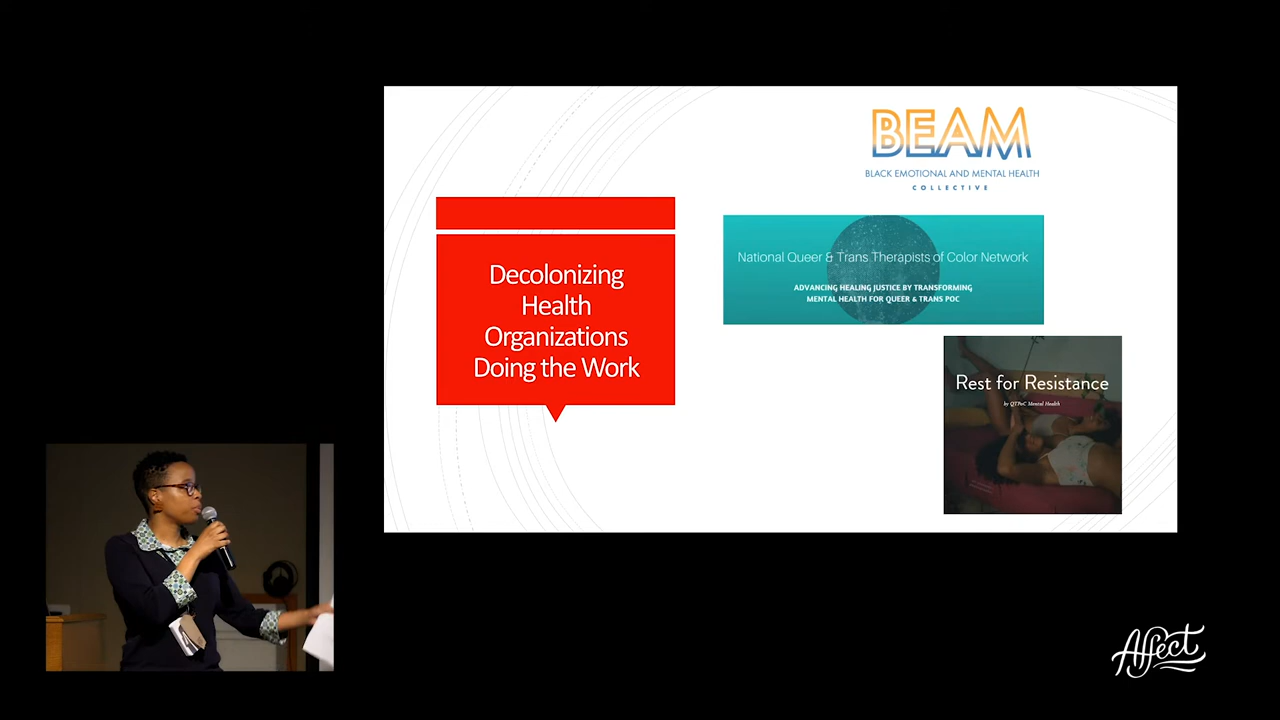 Decolonizing
Health
Organizations
Doing the Work
BEAM
BLACK EMOTIONAL AND MENTAL HEALTH
COLLECTIVE
National Queer & Trans Therapists of Color Network
ADVANCING HEALING JUSTICE BY TRANSFORMING
MENTAL HEALTH FOR QUEER & TRANS POC
Rest for Resistance
by QTPoC Mental Health
Affect